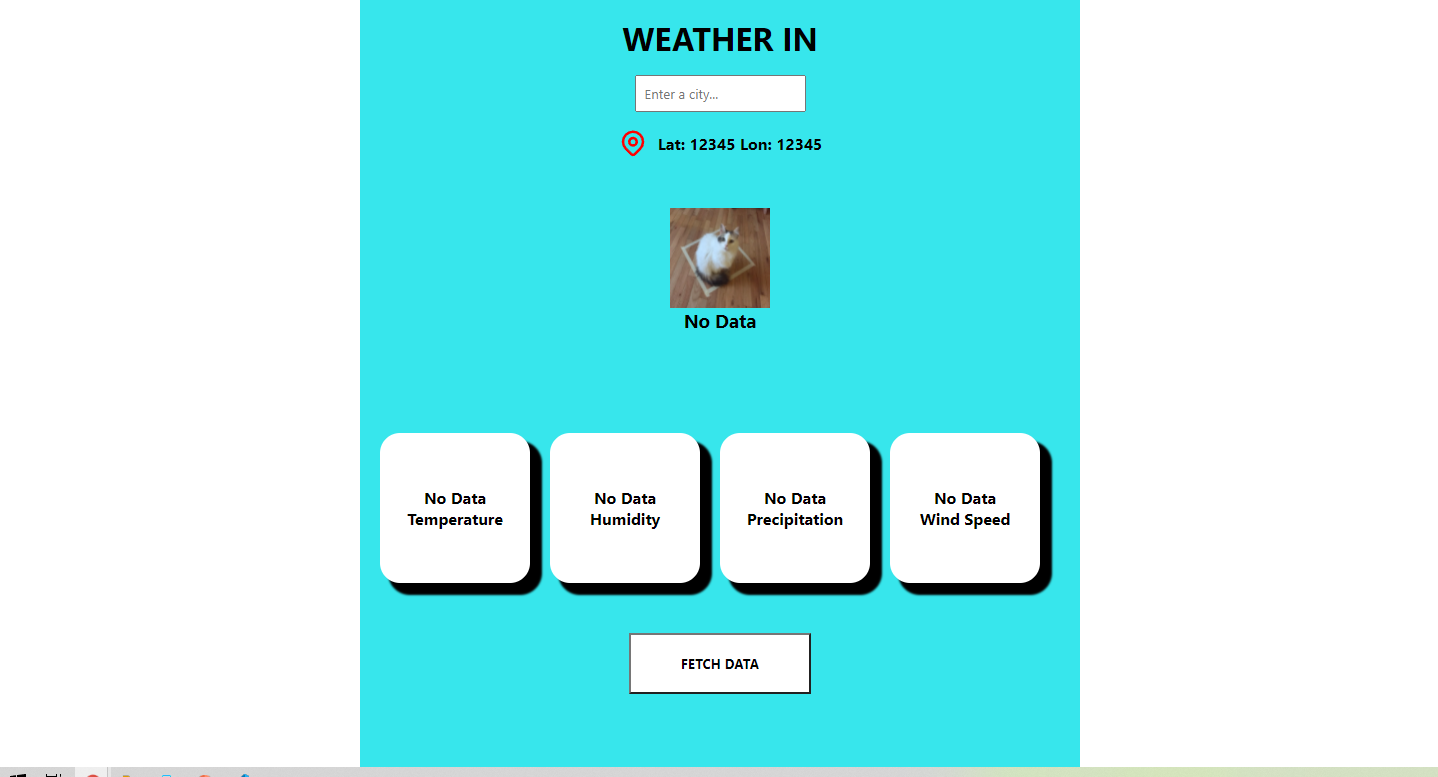 WEATHER IN
Enter a city...
Lat: 12345 Lon: 12345
No Data
No Data
Temperature
No Data
Humidity
No Data
Precipitation
No Data
Wind Speed
FETCH DATA